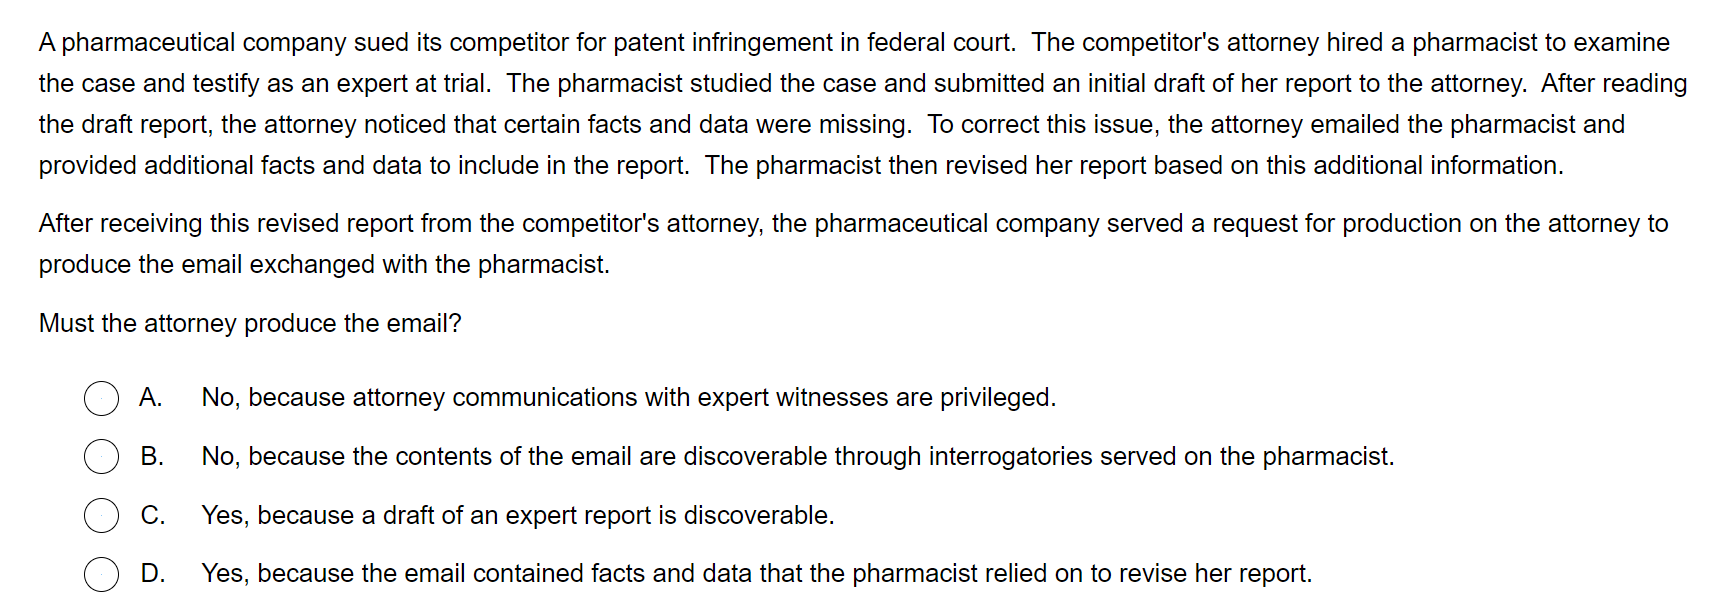 A pharmaceutical company sued its competitor for patent infringement in federal court.  The competitor's attorney hired a pharmacist to examine
the case and testify as an expert at trial.  The pharmacist studied the case and submitted an initial draft of her report to the attorney.  After reading
the draft report, the attorney noticed that certain facts and data were missing.  To correct this issue, the attorney emailed the pharmacist and
provided additional facts and data to include in the report.  The pharmacist then revised her report based on this additional information.
After receiving this revised report from the competitor's attorney, the pharmaceutical company served a request for production on the attorney to
produce the email exchanged with the pharmacist.
Must the attorney produce the email?
A. No, because attorney communications with expert witnesses are privileged.
B. No, because the contents of the email are discoverable through interrogatories served on the pharmacist.
C. Yes, because a draft of an expert report is discoverable.
D. Yes, because the email contained facts and data that the pharmacist relied on to revise her report.